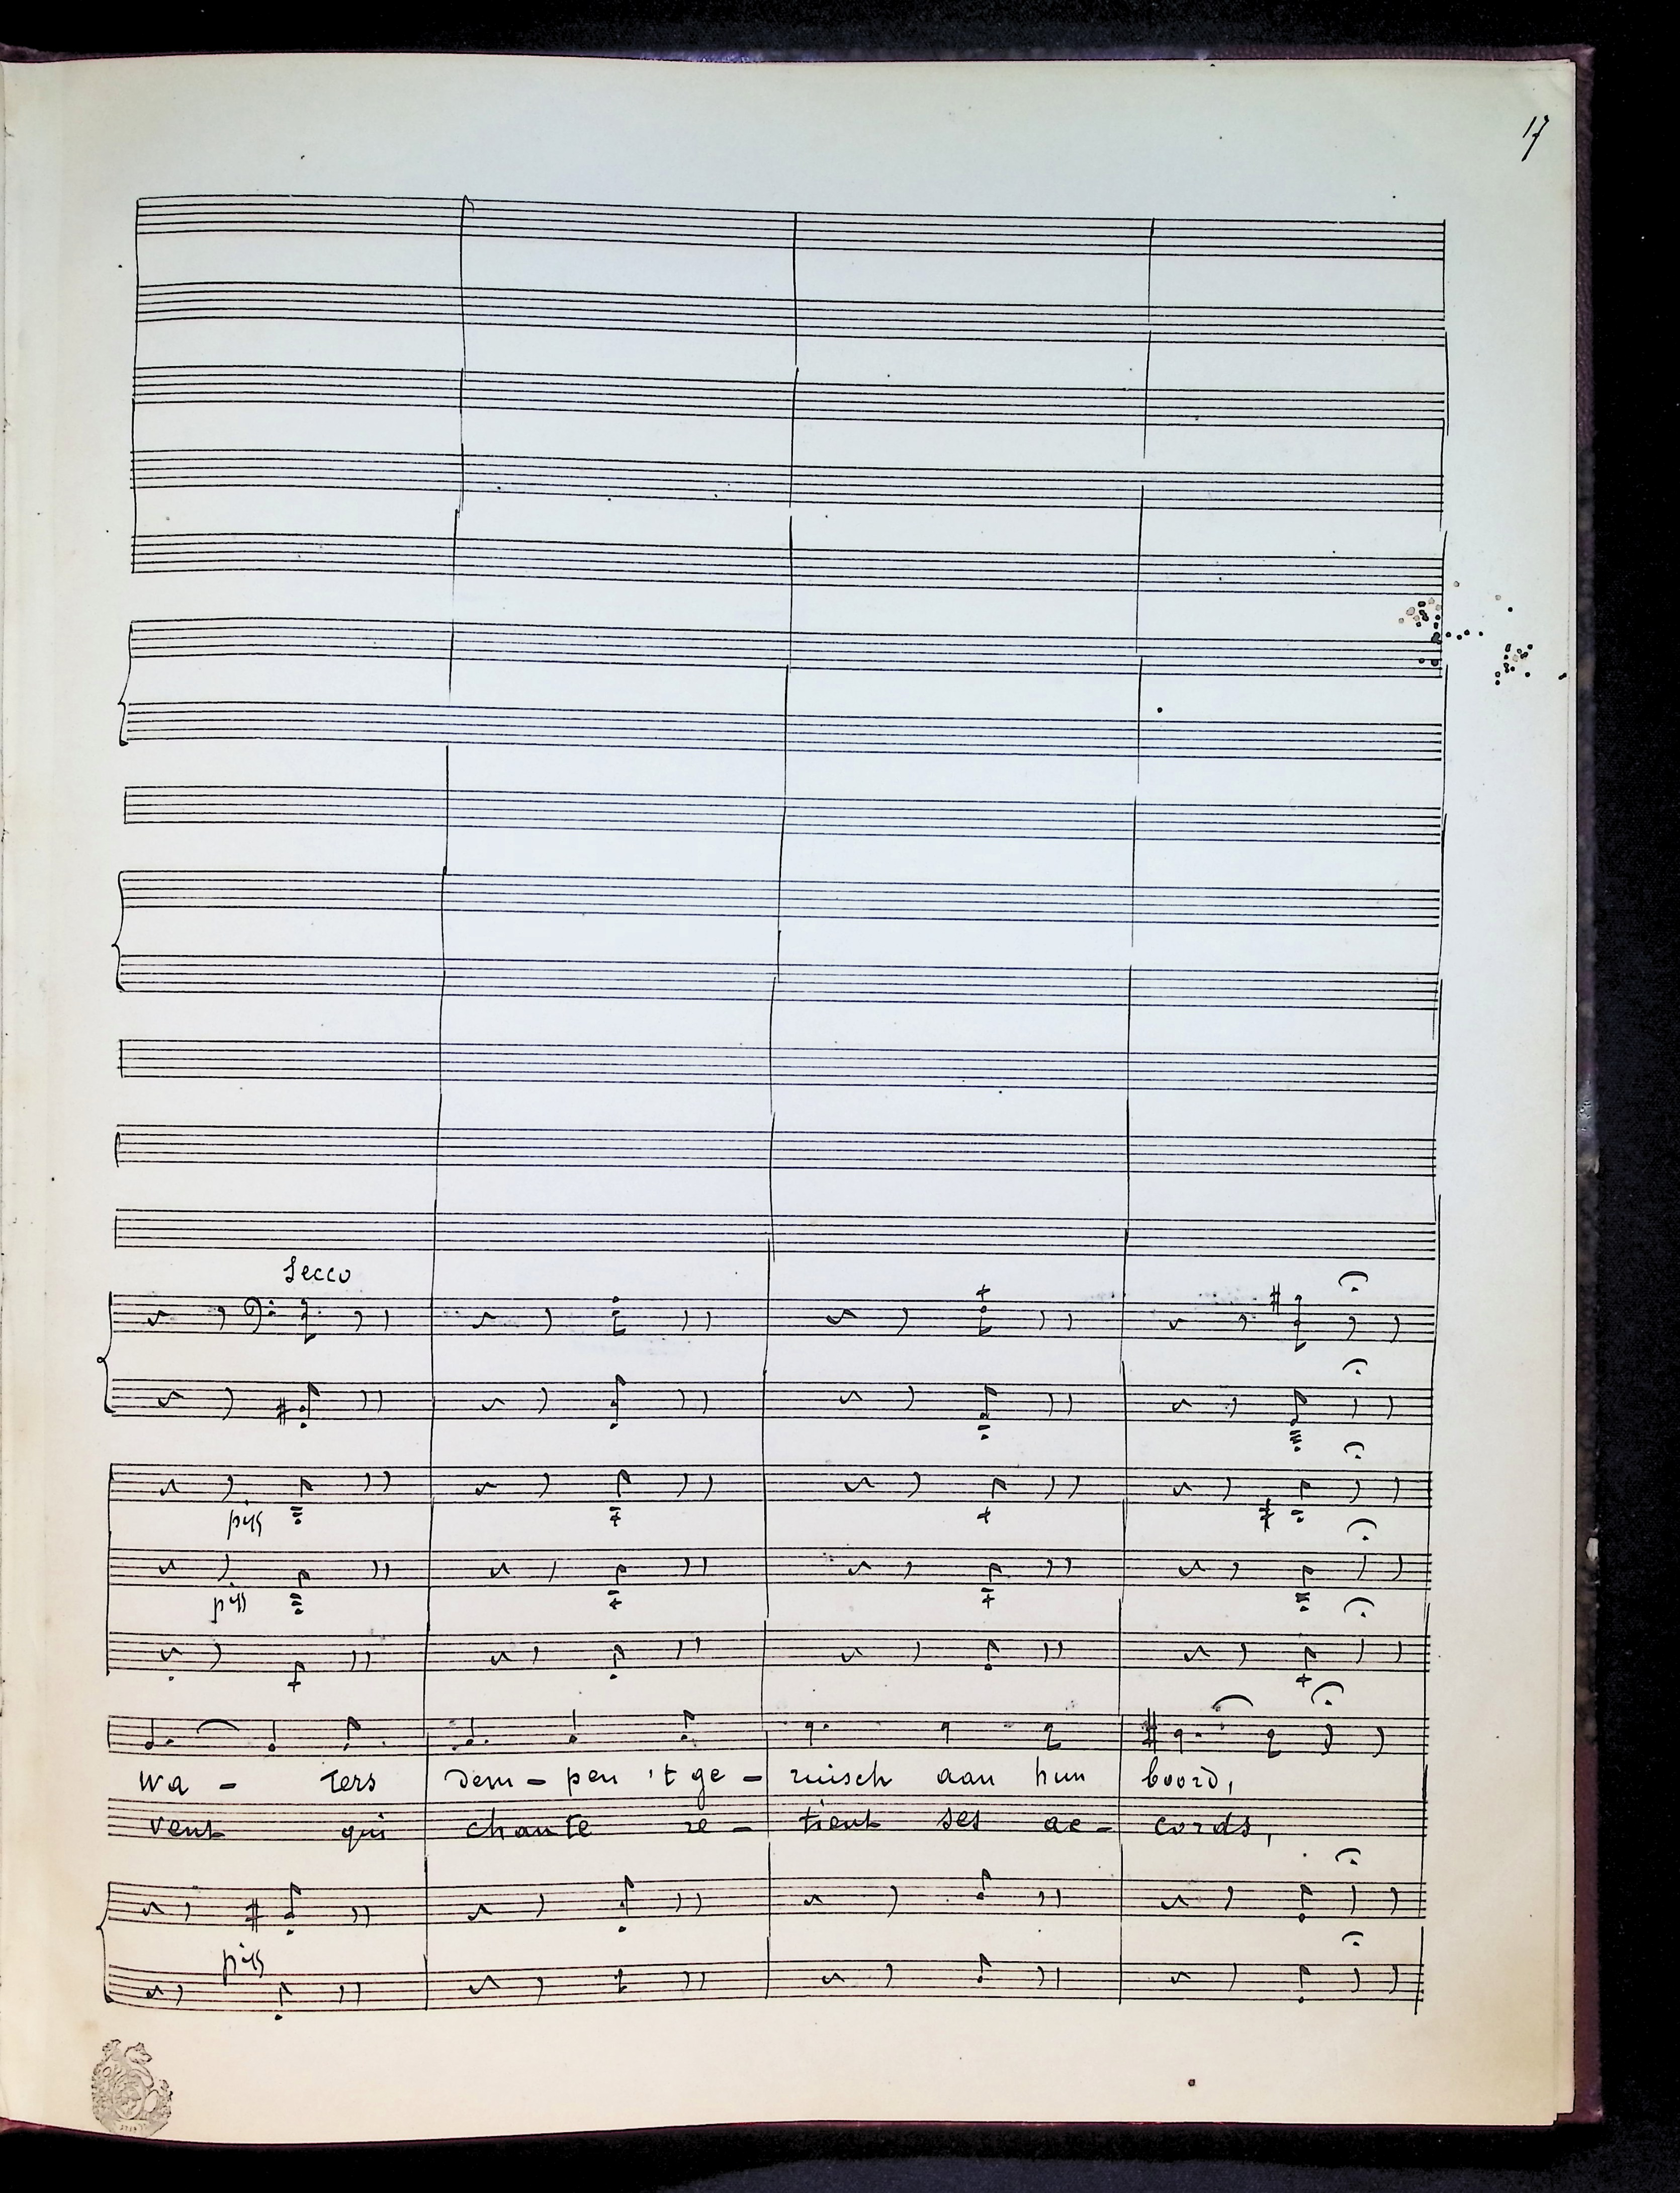 17
Secco
pizz
pizz
wa - ters dem - pen 't ge - ruisch aan hun boord,
vent qui chante re - tient ses ac - cords,
pizz